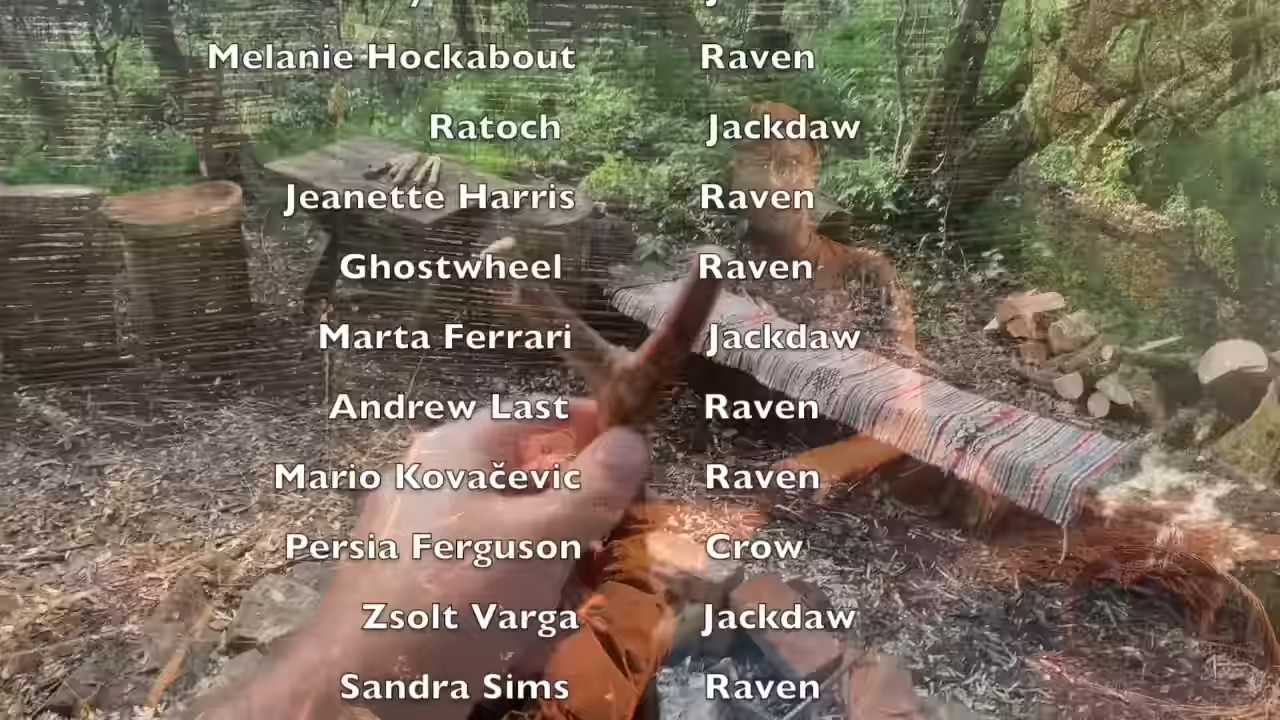 Melanie Hockabout Raven
Ratoch Jackdaw
Jeanette Harris Raven
Ghostwheel Raven
Marta Ferrari Jackdaw
Andrew Last Raven
Mario Kovačevic Raven
Persia Ferguson Crow
Zsolt Varga Jackdaw
Sandra Sims Raven